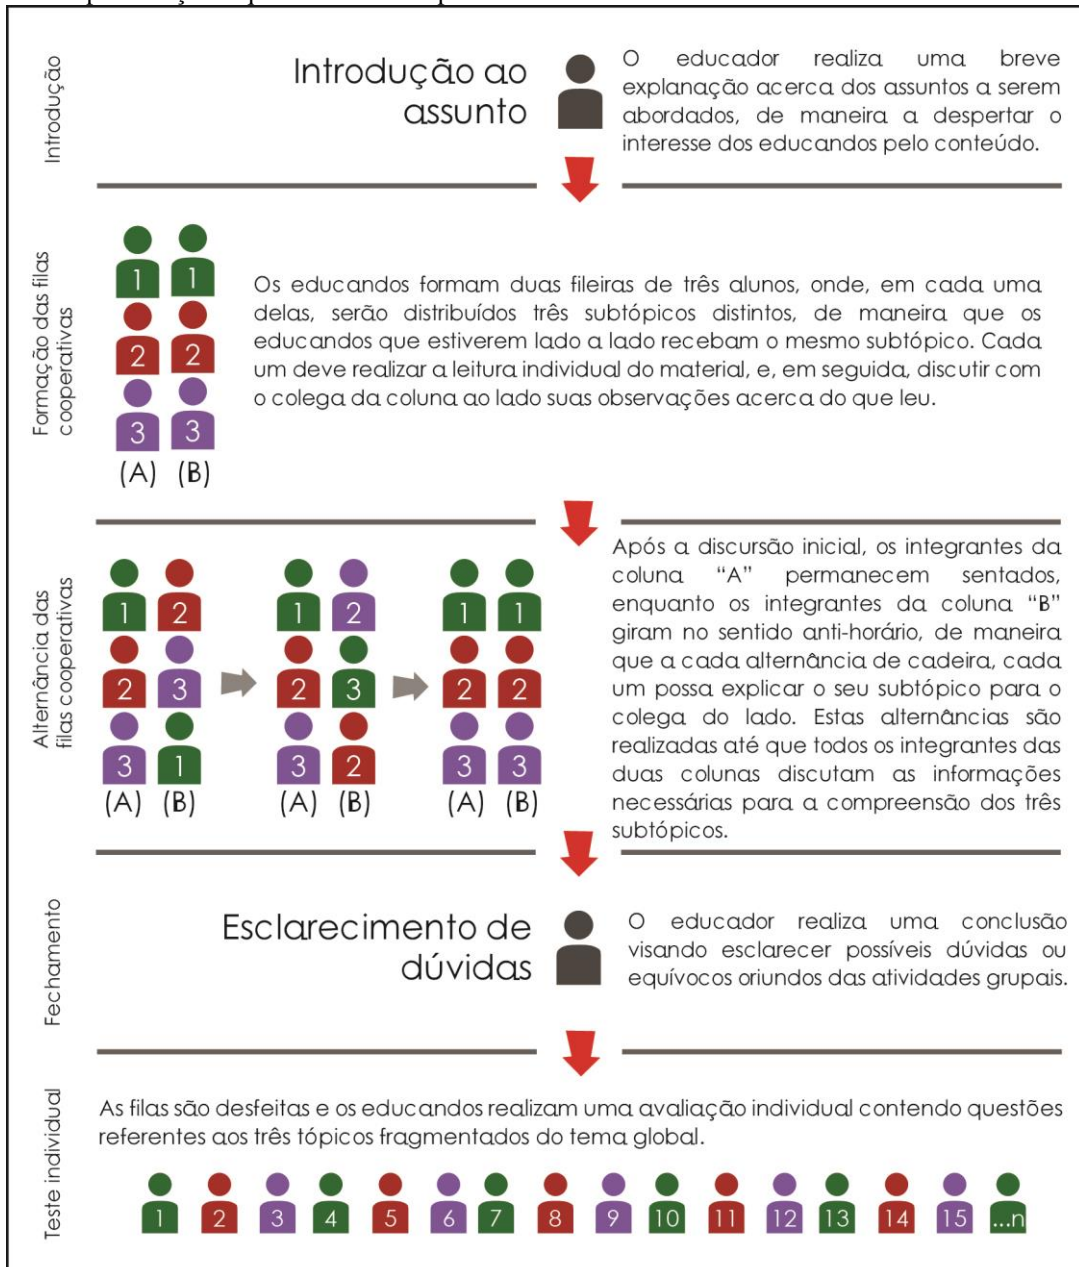 Introdução
Introdução ao
assunto
O educador realiza uma breve
explanação acerca dos assuntos a serem
abordados, de maneira a despertar o
interesse dos educandos pelo conteúdo.
Formação das filas
cooperativas
1 1
2 2
3 3
(A) (B)
Os educandos formam duas fileiras de três alunos, onde, em cada uma
delas, serão distribuídos três subtópicos distintos, de maneira que os
educandos que estiverem lado a lado recebam o mesmo subtópico. Cada
um deve realizar a leitura individual do material, e, em seguida, discutir com
o colega da coluna ao lado suas observações acerca do que leu.
Alternância das
filas cooperativas
1 2 1 2 1 1
2 3 2 3 2 2
3 1 3 2 3 3
(A) (B) (A) (B) (A) (B)
Após a discursão inicial, os integrantes da
coluna “A” permanecem sentados,
enquanto os integrantes da coluna “B”
giram no sentido anti-horário, de maneira
que a cada alternância de cadeira, cada
um possa explicar o seu subtópico para o
colega do lado. Estas alternâncias são
realizadas até que todos os integrantes das
duas colunas discutam as informações
necessárias para a compreensão dos três
subtópicos.
Fechamento
Esclarecimento de
dúvidas
O educador realiza uma conclusão
visando esclarecer possíveis dúvidas ou
equívocos oriundos das atividades grupais.
Teste individual
As filas são desfeitas e os educandos realizam uma avaliação individual contendo questões
referentes aos três tópicos fragmentados do tema global.
1 2 3 4 5 6 7 8 9 10 11 12 13 14 15 ...n